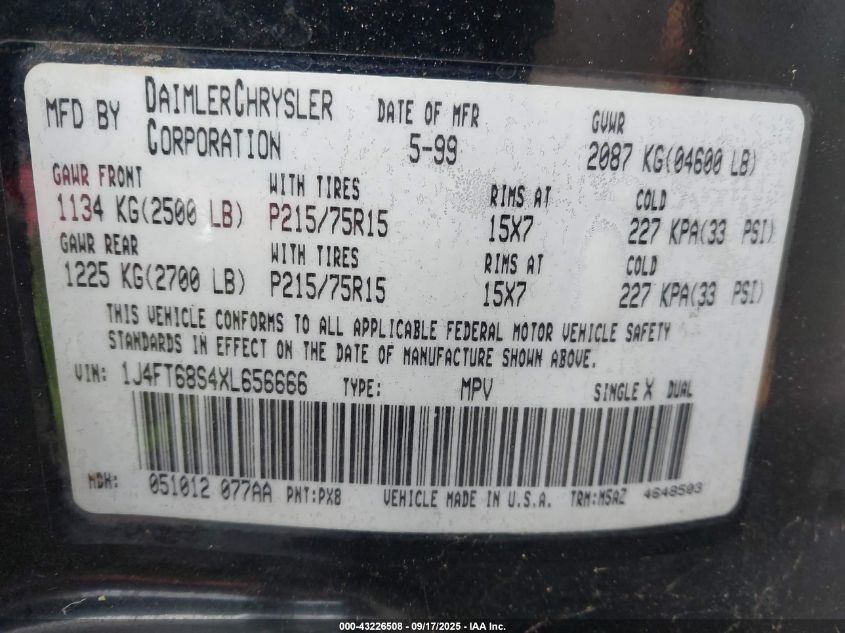 MFD BY DAIMLERCHRYSLER CORPORATION DATE OF MFR 5-99 GVWR 2087 KG(04600 LB)
GAWR FRONT WITH TIRES RIMS AT COLD
1134 KG(2500 LB) P215/75R15 15X7 227 KPA(33 PSI)
GAWR REAR WITH TIRES RIMS AT COLD
1225 KG(2700 LB) P215/75R15 15X7 227 KPA(33 PSI)
THIS VEHICLE CONFORMS TO ALL APPLICABLE FEDERAL MOTOR VEHICLE SAFETY
STANDARDS IN EFFECT ON THE DATE OF MANUFACTURE SHOWN ABOVE.
VIN: 1J4FT68S4XL656666 TYPE: MPV SINGLE X DUAL
MDH: 051012 077AA PNT:PX8 VEHICLE MADE IN U.S.A. TRM:M5AZ 4648503
000-43226508 - 09/17/2025 - IAA Inc.